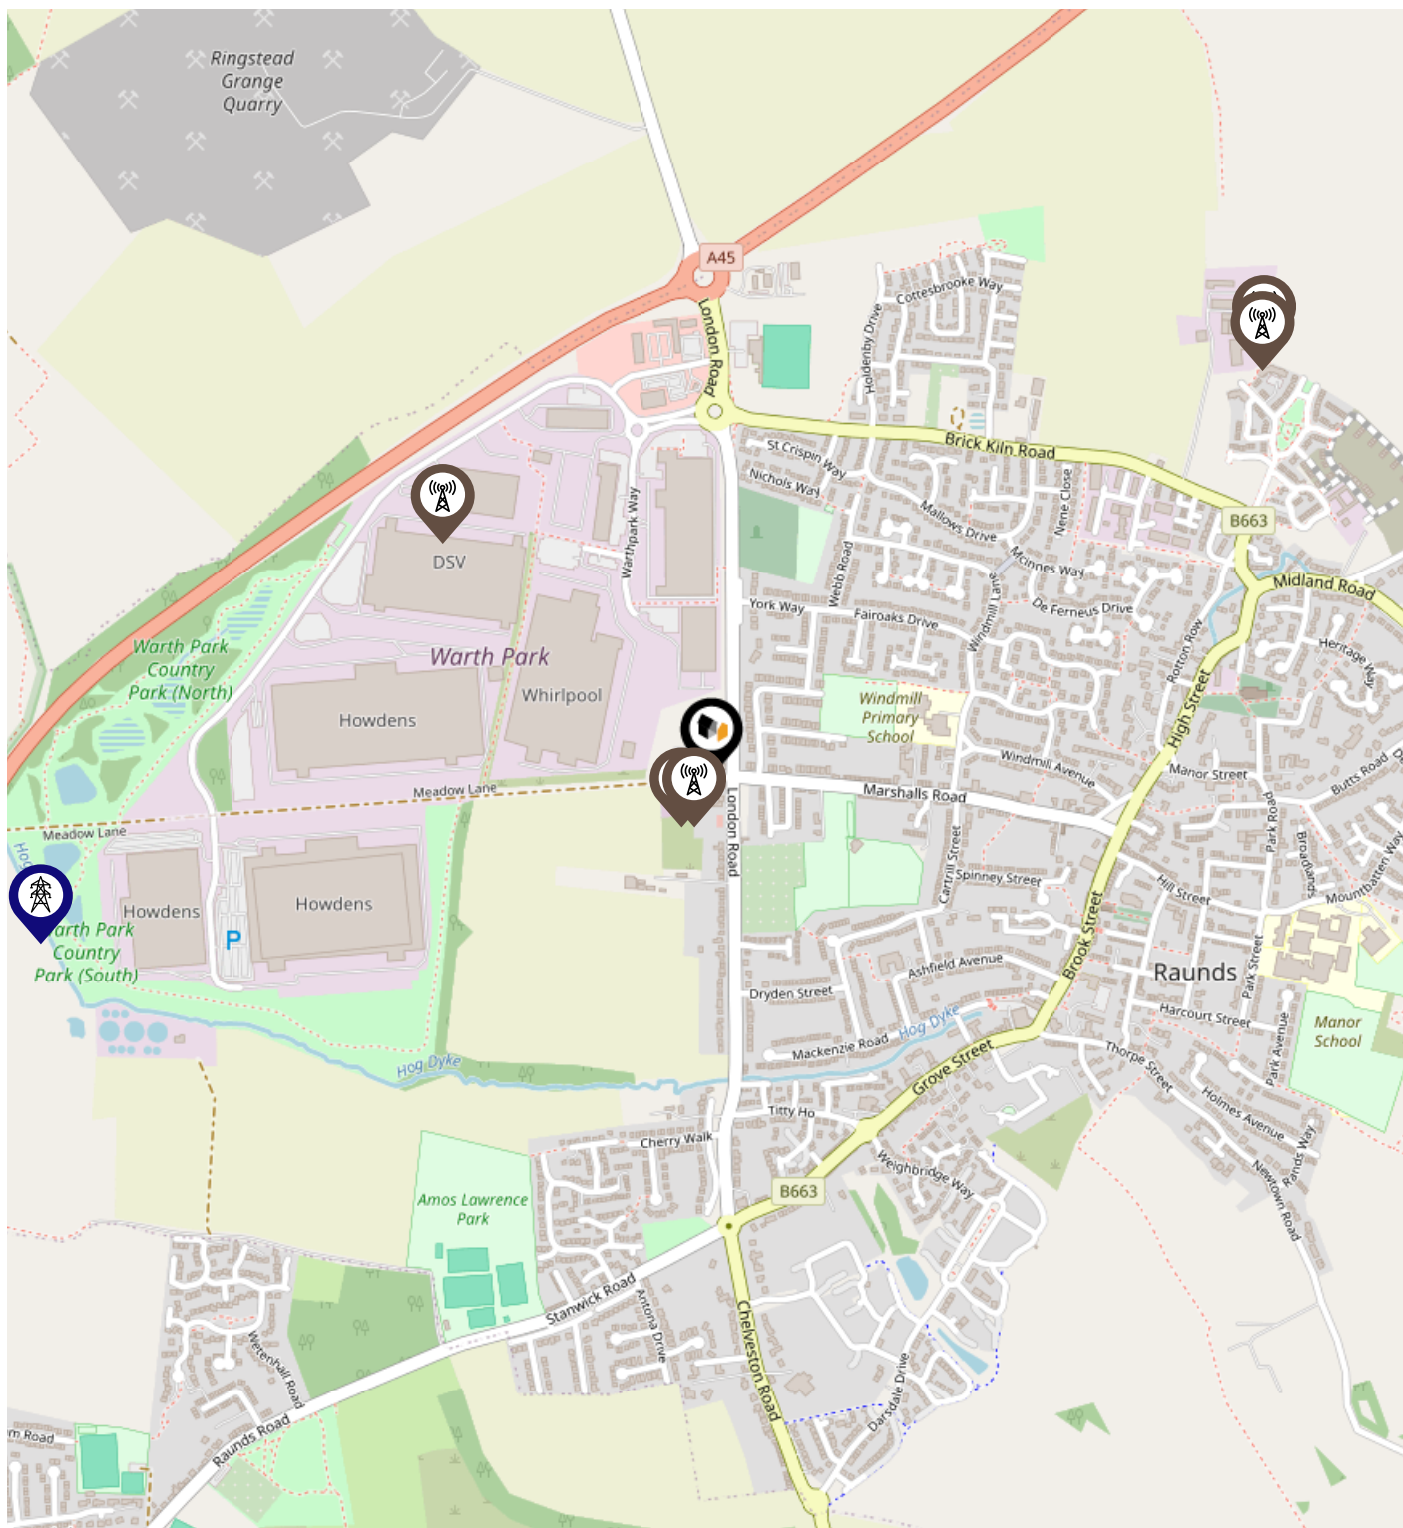 Ringstead
Grange
Quarry
A45
London Road
Cottesbrooke Way
Holdenby Drive
Brick Kiln Road
St Crispin Way
Nichols Way
Mallows Drive
Nene Close
McInnes Way
B663
Midland Road
Warthpark Way
DSV
Webb Road
York Way
Fairoaks Drive
Windmill Lane
De Ferneus Drive
Rotton Row
Heritage Way
Warth Park
Country
Park (North)
Warth Park
Whirlpool
Howdens
Windmill
Primary
School
High Street
Windmill Avenue
Manor Street
Butts Road
Meadow Lane
Marshalls Road
London Road
Park Road
Meadow Lane
Hog
Broadlands
Mountbatten Way
Cartrill Street
Spinney Street
Hill Street
Howdens
Howdens
P
arth Park
Country
Park (South)
Brook Street
Ashfield Avenue
Raunds
Park Street
Dryden Street
Harcourt Street
Manor
School
Hog Dyke
Mackenzie Road
Hog Dyke
Grove Street
Thorpe Street
Park Avenue
Titty Ho
Holmes Avenue
Cherry Walk
Weighbridge Way
Rands Way
B663
Newtown Road
Amos Lawrence
Park
Stanwick Road
Antona Drive
Chelveston Road
Wetenhall Road
Darsdale Drive
Raunds Road
m Road